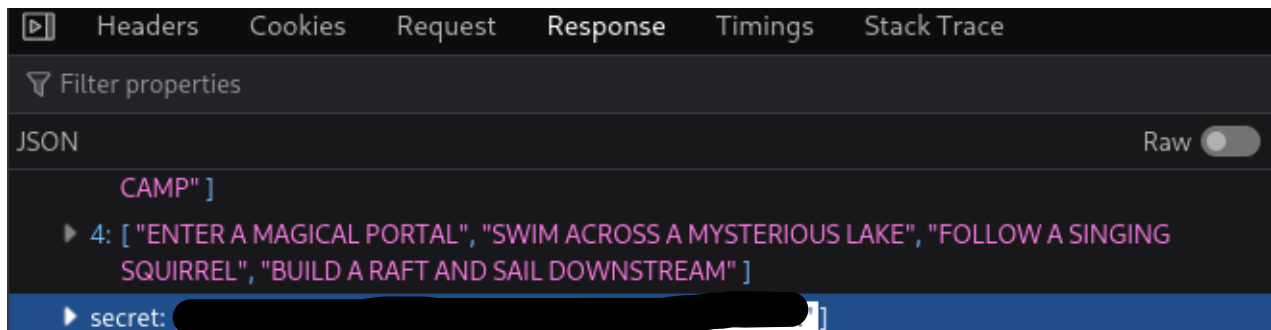 Headers Cookies Request Response Timings Stack Trace
Filter properties
JSON Raw
CAMP" ]
4: [ "ENTER A MAGICAL PORTAL", "SWIM ACROSS A MYSTERIOUS LAKE", "FOLLOW A SINGING
SQUIRREL", "BUILD A RAFT AND SAIL DOWNSTREAM" ]
secret: " ]